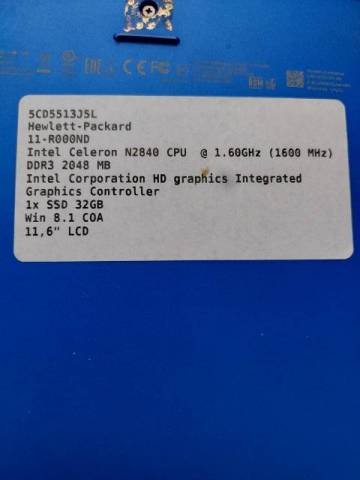 5CD5513J5L
Hewlett-Packard
11-R000ND
Intel Celeron N2840 CPU @ 1.60GHz (1600 MHz)
DDR3 2048 MB
Intel Corporation HD graphics Integrated
Graphics Controller
1x SSD 32GB
Win 8.1 COA
11,6" LCD